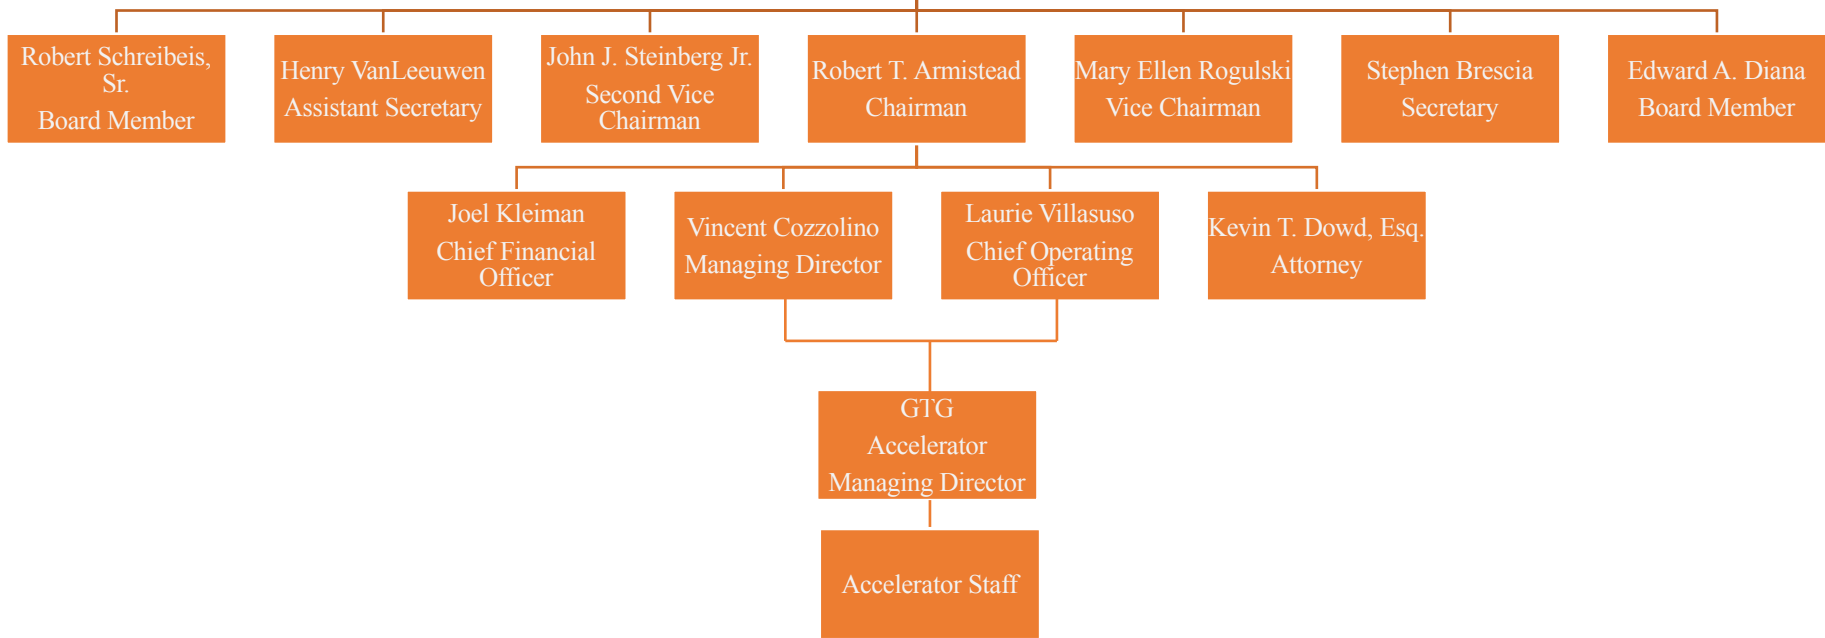 Robert Schreibeis,
Sr.
Board Member
Henry VanLeeuwen
Assistant Secretary
John J. Steinberg Jr.
Second Vice
Chairman
Robert T. Armistead
Chairman
Mary Ellen Rogulski
Vice Chairman
Stephen Brescia
Secretary
Edward A. Diana
Board Member
Joel Kleiman
Chief Financial
Officer
Vincent Cozzolino
Managing Director
Laurie Villasuso
Chief Operating
Officer
Kevin T. Dowd, Esq.
Attorney
GTG
Accelerator
Managing Director
Accelerator Staff